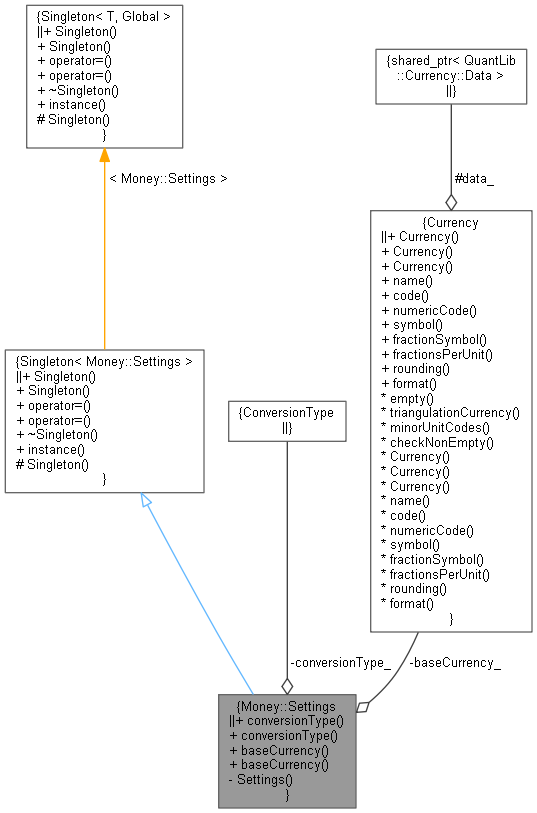 {Singleton< T, Global >
||+ Singleton()
+ Singleton()
+ operator=()
+ operator=()
+ ~Singleton()
+ instance()
# Singleton()
}
{shared_ptr< QuantLib
::Currency::Data >
||}
< Money::Settings >
#data_
{Currency
||+ Currency()
+ Currency()
+ Currency()
+ name()
+ code()
+ numericCode()
+ symbol()
+ fractionSymbol()
+ fractionsPerUnit()
+ rounding()
+ format()
* empty()
* triangulationCurrency()
* minorUnitCodes()
* checkNonEmpty()
* Currency()
* Currency()
* Currency()
* name()
* code()
* numericCode()
* symbol()
* fractionSymbol()
* fractionsPerUnit()
* rounding()
* format()
}
{Singleton< Money::Settings >
||+ Singleton()
+ Singleton()
+ operator=()
+ operator=()
+ ~Singleton()
+ instance()
# Singleton()
}
{ConversionType
||}
-conversionType_
-baseCurrency_
{Money::Settings
||+ conversionType()
+ conversionType()
+ baseCurrency()
+ baseCurrency()
- Settings()
}